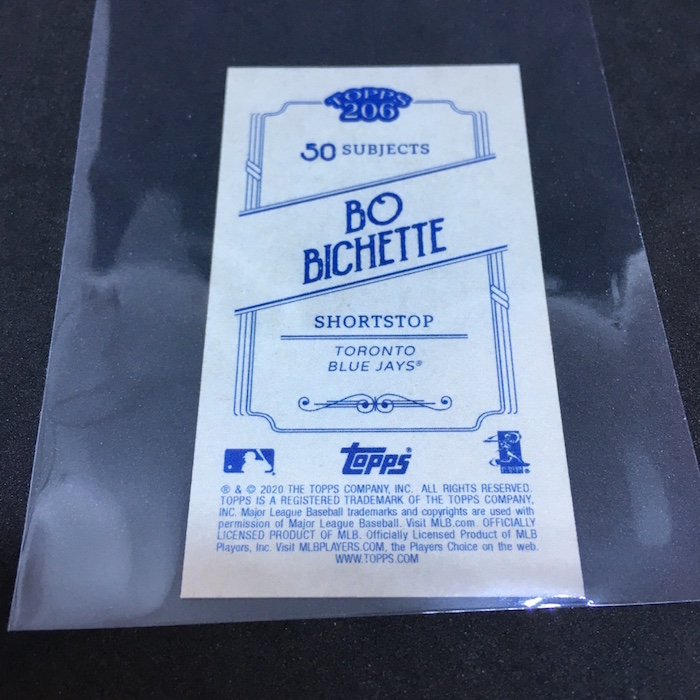 TOPPS
206
50 SUBJECTS
BO
BICHETTE
SHORTSTOP
TORONTO
BLUE JAYS®
topps®
® & © 2020 THE TOPPS COMPANY, INC. ALL RIGHTS RESERVED.
TOPPS IS A REGISTERED TRADEMARK OF THE TOPPS COMPANY,
INC. Major League Baseball trademarks and copyrights are used with
permission of Major League Baseball. Visit MLB.com. OFFICIALLY
LICENSED PRODUCT OF MLB. Officially Licensed Product of MLB
Players, Inc. Visit MLBPLAYERS.COM, the Players Choice on the web.
WWW.TOPPS.COM